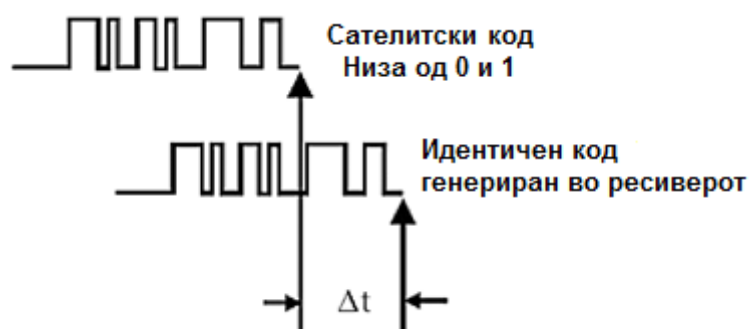 Сателитски код
Низа од 0 и 1
Идентичен код
генериран во ресиверот
Δt